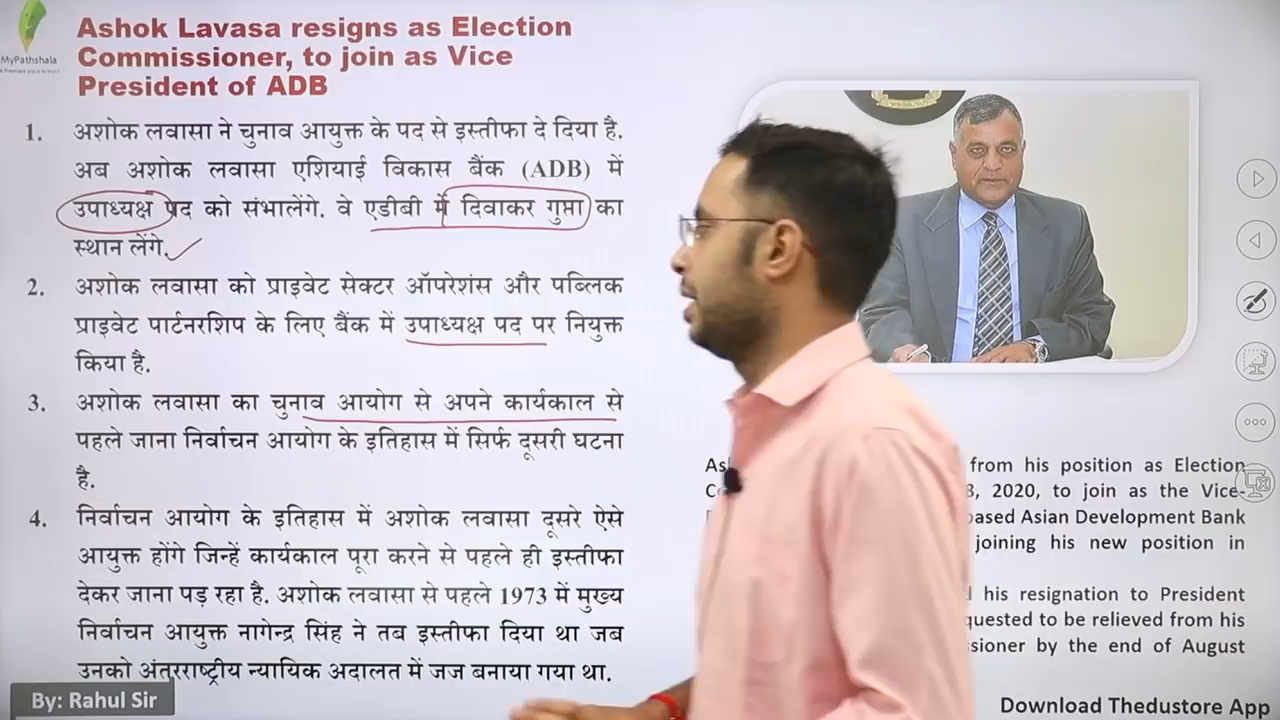 MyPathshala
Ashok Lavasa resigns as Election
Commissioner, to join as Vice
President of ADB
1. अशोक लवासा ने चुनाव आयुक्त के पद से इस्तीफा दे दिया है.
अब अशोक लवासा एशियाई विकास बैंक (ADB) में
उपाध्यक्ष पद को संभालेंगे. वे एडीबी में दिवाकर गुप्ता का
स्थान लेंगे.
2. अशोक लवासा को प्राइवेट सेक्टर ऑपरेशंस और पब्लिक
प्राइवेट पार्टनरशिप के लिए बैंक में उपाध्यक्ष पद पर नियुक्त
किया है.
3. अशोक लवासा का चुनाव आयोग से अपने कार्यकाल से
पहले जाना निर्वाचन आयोग के इतिहास में सिर्फ दूसरी घटना
है.
4. निर्वाचन आयोग के इतिहास में अशोक लवासा दूसरे ऐसे
आयुक्त होंगे जिन्हें कार्यकाल पूरा करने से पहले ही इस्तीफा
देकर जाना पड़ रहा है. अशोक लवासा से पहले 1973 में मुख्य
निर्वाचन आयुक्त नागेन्द्र सिंह ने तब इस्तीफा दिया था जब
उनको अंतरराष्ट्रीय न्यायिक अदालत में जज बनाया गया था.
from his position as Election
2020, to join as the Vice-
Asian Development Bank
joining his new position in
his resignation to President
to be relieved from his
by the end of August
By: Rahul Sir
Download Thedustore App